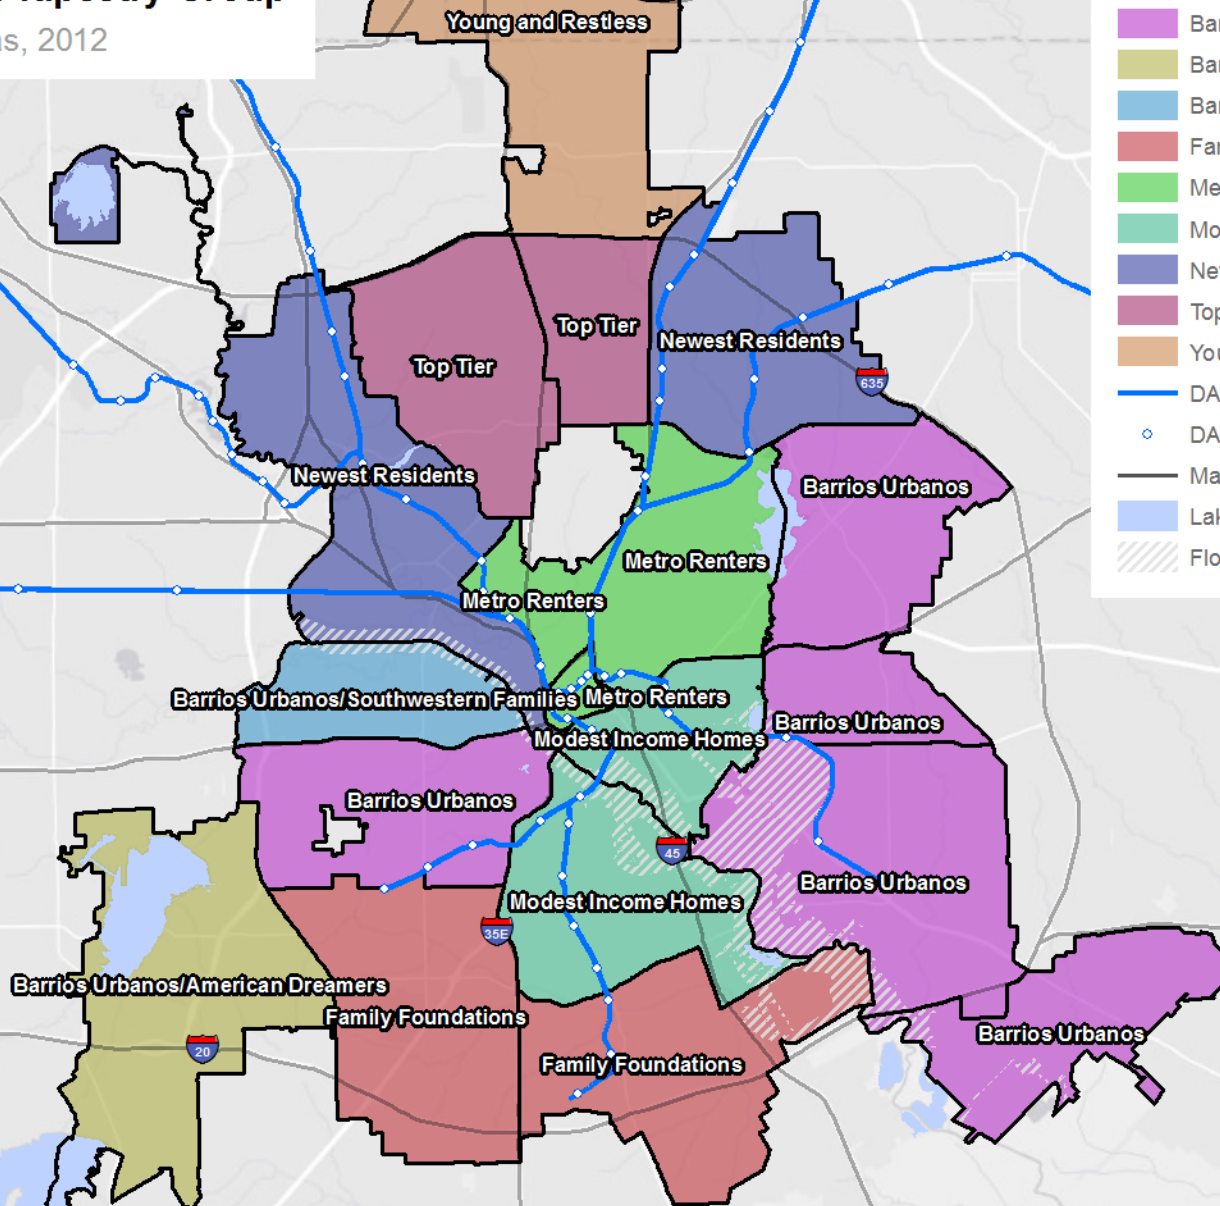 as, 2012
Young and Restless
Top Tier
Top Tier
Newest Residents
635
Newest Residents
Barrios Urbanos
Metro Renters
Metro Renters
Barrios Urbanos/Southwestern Families
Metro Renters
Barrios Urbanos
Modest Income Homes
Barrios Urbanos
45
Barrios Urbanos
Modest Income Homes
35E
Barrios Urbanos/American Dreamers
Family Foundations
Barrios Urbanos
20
Family Foundations
Bar
Bar
Bar
Far
Me
Mo
Ne
Top
You
DA
DA
Ma
Lak
Flo